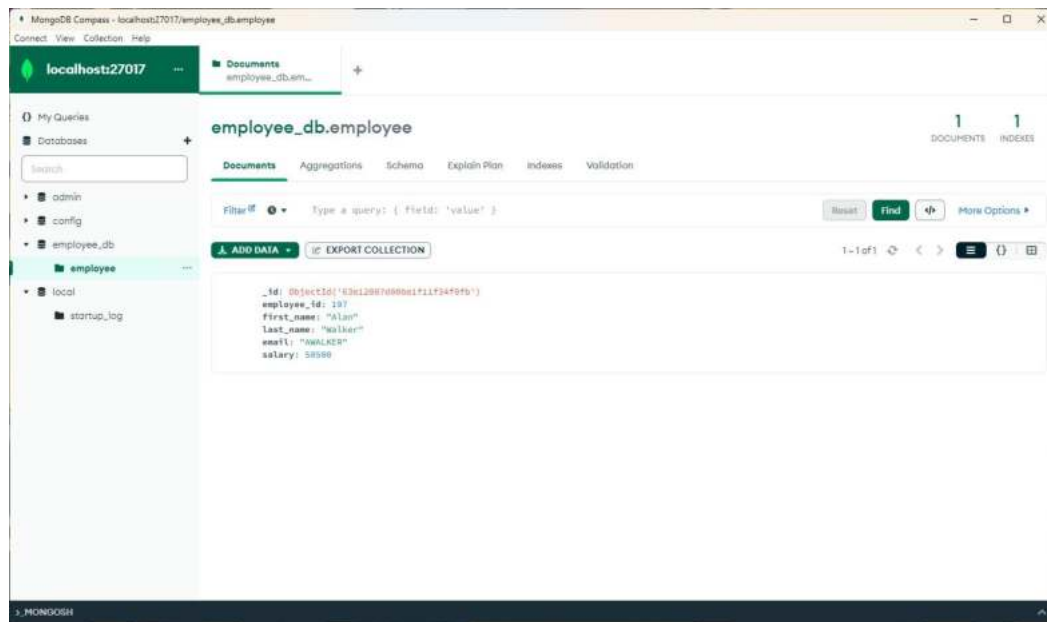 MongoDB Compass - localhost:27017/employee_db.employee
Connect View Collection Help
localhost:27017 ...
Documents
employee_db.em...
+
My Queries
Databases +
Search
admin
config
employee_db
employee ...
local
startup_log
employee_db.employee
1
DOCUMENTS
1
INDEXES
Documents Aggregations Schema Explain Plan Indexes Validation
Filter Type a query: { field: 'value' }
Reset Find </> More Options
ADD DATA EXPORT COLLECTION
1-1 of 1 < > {}
_id: ObjectId(
employee_id: 197
first_name: "Alan"
last_name: "Walker"
email: "AWALKER"
salary:
>_MONGOSH